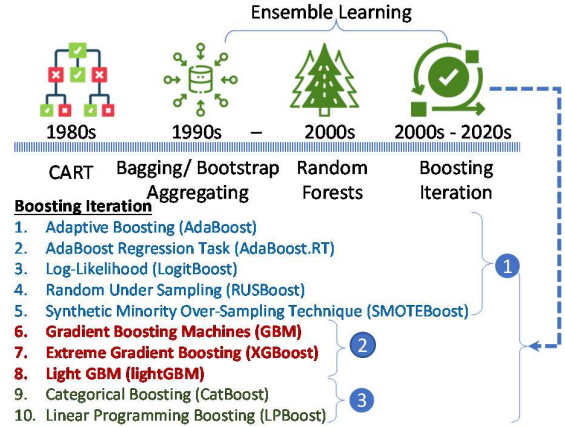 Ensemble Learning
1980s 1990s – 2000s 2000s - 2020s
CART Bagging/ Bootstrap Aggregating Random Forests Boosting Iteration
Boosting Iteration
1. Adaptive Boosting (AdaBoost)
2. AdaBoost Regression Task (AdaBoost.RT)
3. Log-Likelihood (LogitBoost)
4. Random Under Sampling (RUSBoost)
5. Synthetic Minority Over-Sampling Technique (SMOTEBoost)
1
6. Gradient Boosting Machines (GBM)
7. Extreme Gradient Boosting (XGBoost)
8. Light GBM (lightGBM)
2
9. Categorical Boosting (CatBoost)
10. Linear Programming Boosting (LPBoost)
3